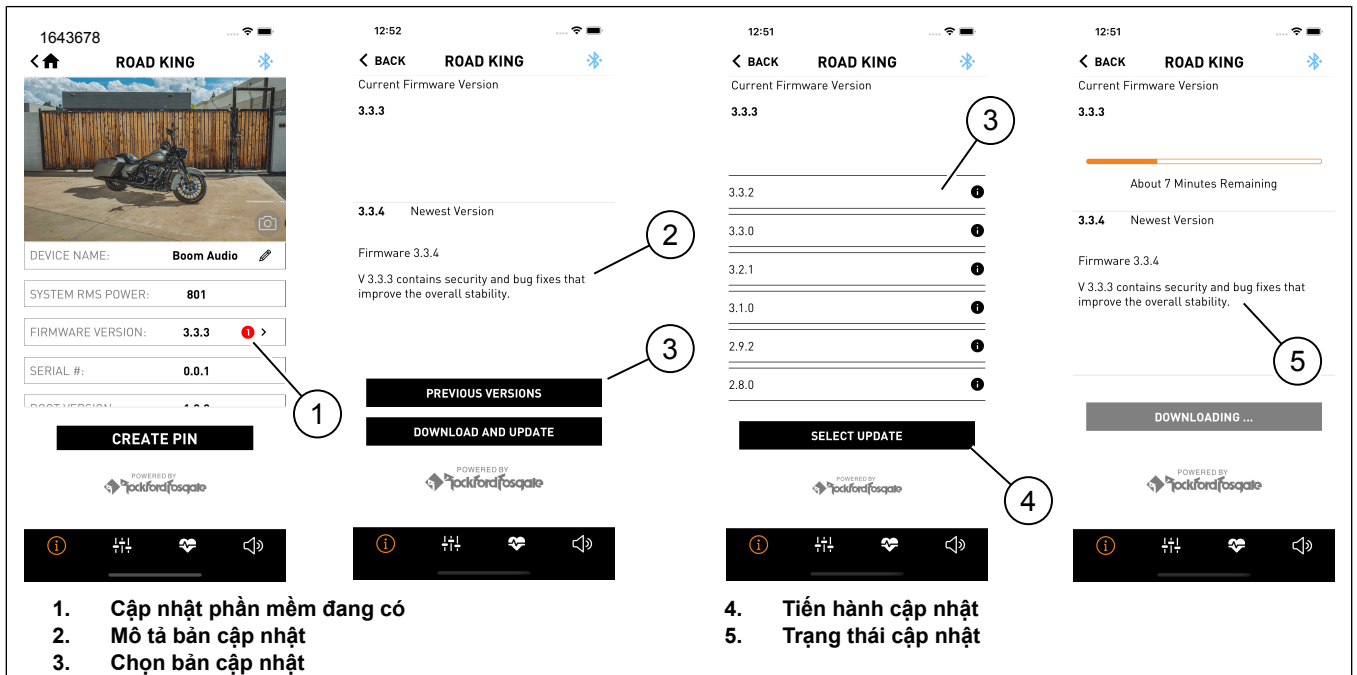 1643678
ROAD KING
DEVICE NAME: Boom Audio
SYSTEM RMS POWER: 801
FIRMWARE VERSION: 3.3.3 1
SERIAL #: 0.0.1
CREATE PIN
POWERED BY
Rockford Fosgate
1
12:52
BACK ROAD KING
Current Firmware Version
3.3.3
3.3.4 Newest Version
Firmware 3.3.4
V 3.3.3 contains security and bug fixes that
improve the overall stability.
2
3
PREVIOUS VERSIONS
DOWNLOAD AND UPDATE
POWERED BY
Rockford Fosgate
12:51
BACK ROAD KING
Current Firmware Version
3.3.3
3
3.3.2
3.3.0
3.2.1
3.1.0
2.9.2
2.8.0
SELECT UPDATE
4
POWERED BY
Rockford Fosgate
12:51
BACK ROAD KING
Current Firmware Version
3.3.3
About 7 Minutes Remaining
3.3.4 Newest Version
Firmware 3.3.4
V 3.3.3 contains security and bug fixes that
improve the overall stability.
5
DOWNLOADING ...
POWERED BY
Rockford Fosgate
1. Cập nhật phần mềm đang có
2. Mô tả bản cập nhật
3. Chọn bản cập nhật
4. Tiến hành cập nhật
5. Trạng thái cập nhật